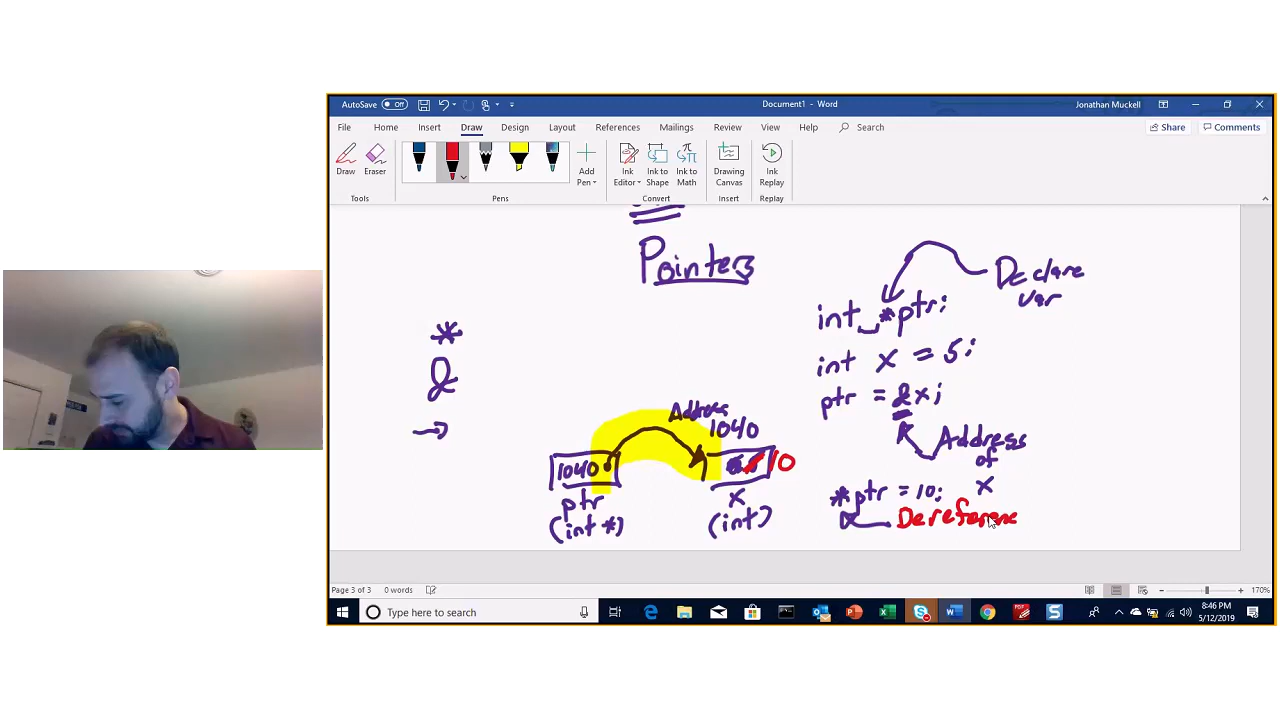 AutoSave Off
Document1 - Word
Jonathan Muckell
File Home Insert Draw Design Layout References Mailings Review View Help Search
Share Comments
Draw Eraser Add Pen Ink Editor Ink to Shape Ink to Math Drawing Canvas Ink Replay
Tools Pens Convert Insert Replay
Pointers
Declare
var
int *ptr;
int x = 5;
ptr = &x;
*
&
→
Address
1040
1040
10
ptr
(int *)
x
(int)
Address
of
x
*ptr = 10;
Dereference
Page 3 of 3 0 words
170%
Type here to search
8:46 PM
5/12/2019